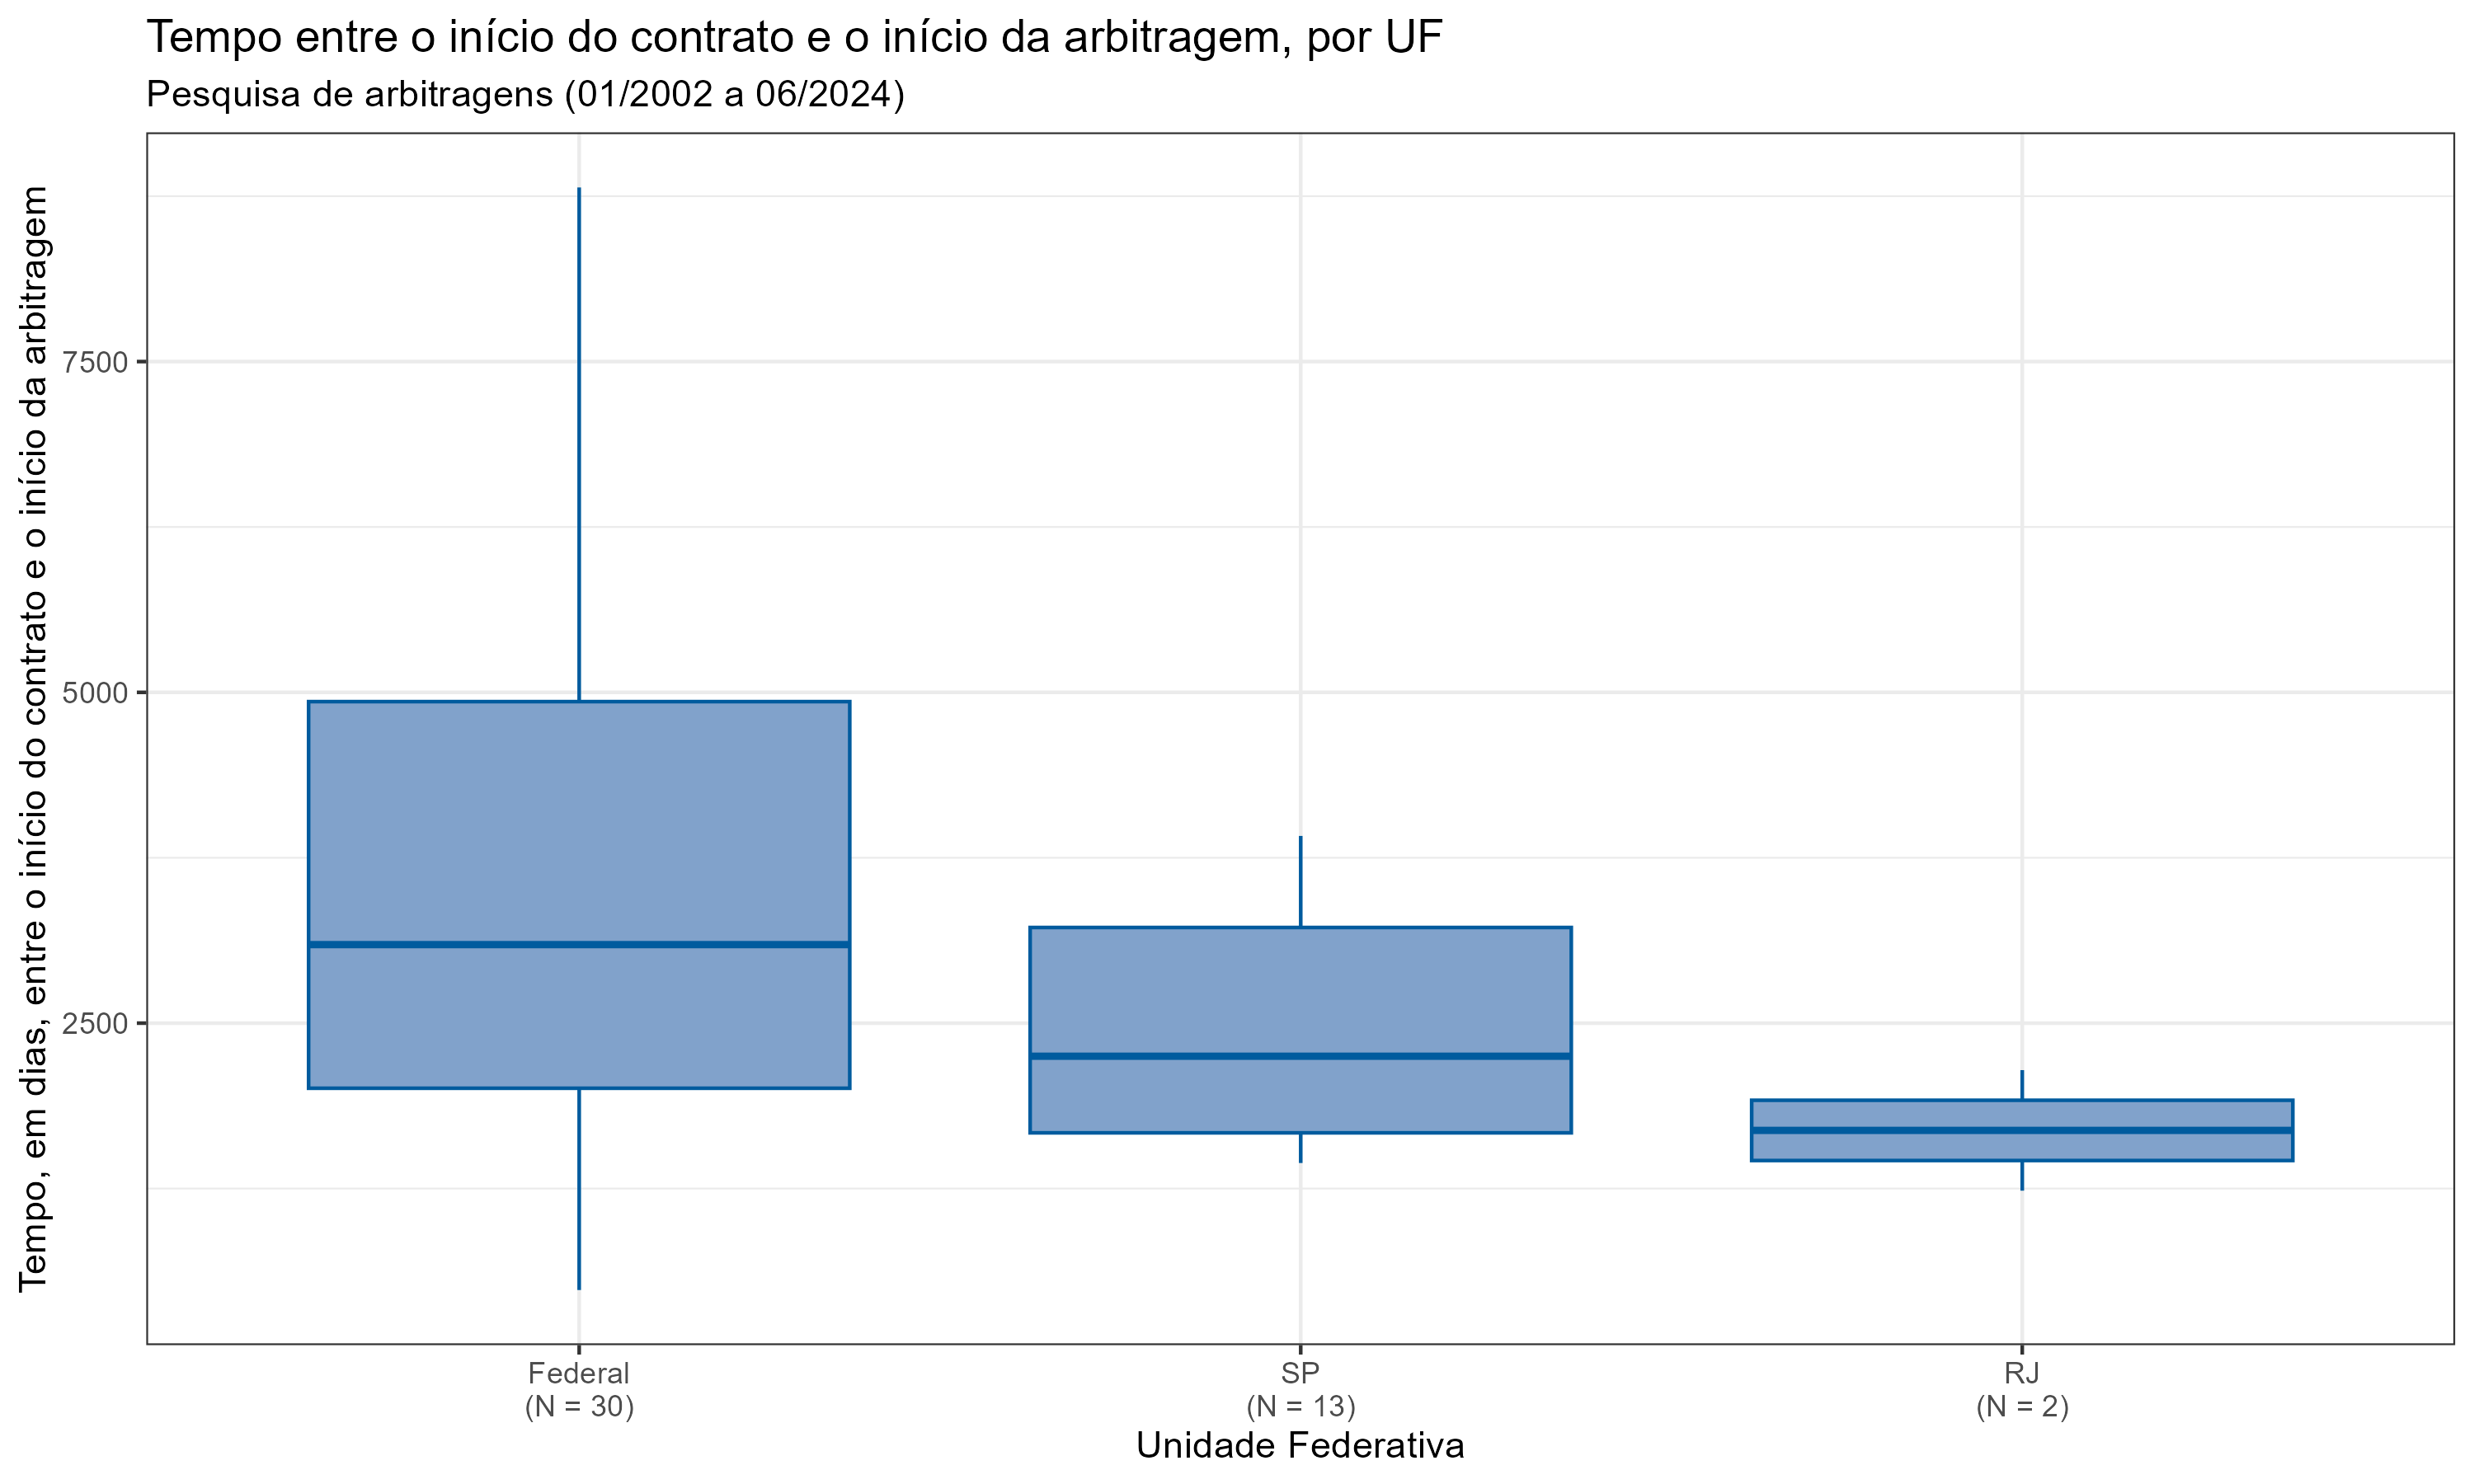 Tempo entre o início do contrato e o início da arbitragem, por UF
Pesquisa de arbitragens (01/2002 a 06/2024)
Tempo, em dias, entre o início do contrato e o início da arbitragem
7500
5000
2500
Federal
(N = 30)
SP
(N = 13)
RJ
(N = 2)
Unidade Federativa